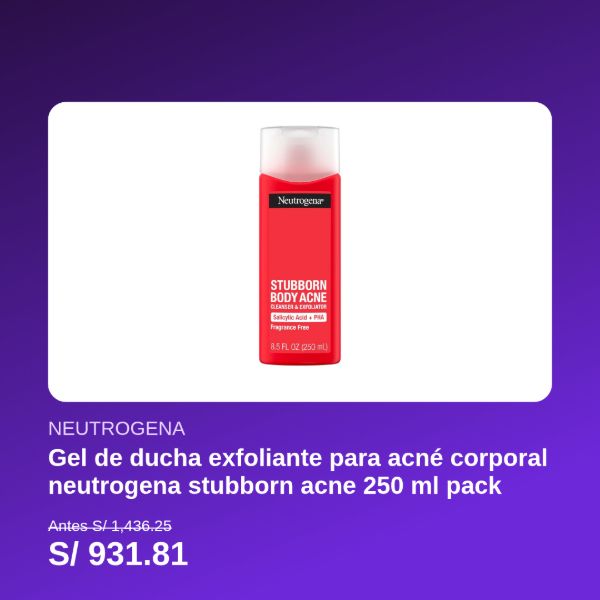 Neutrogena®
STUBBORN
BODY ACNE
CLEANSER & EXFOLIATOR
Salicylic Acid + PHA
Fragrance Free
8.5 FL OZ (250 mL)
NEUTROGENA
Gel de ducha exfoliante para acné corporal
neutrogena stubborn acne 250 ml pack
Antes S/ 1,436.25
S/ 931.81